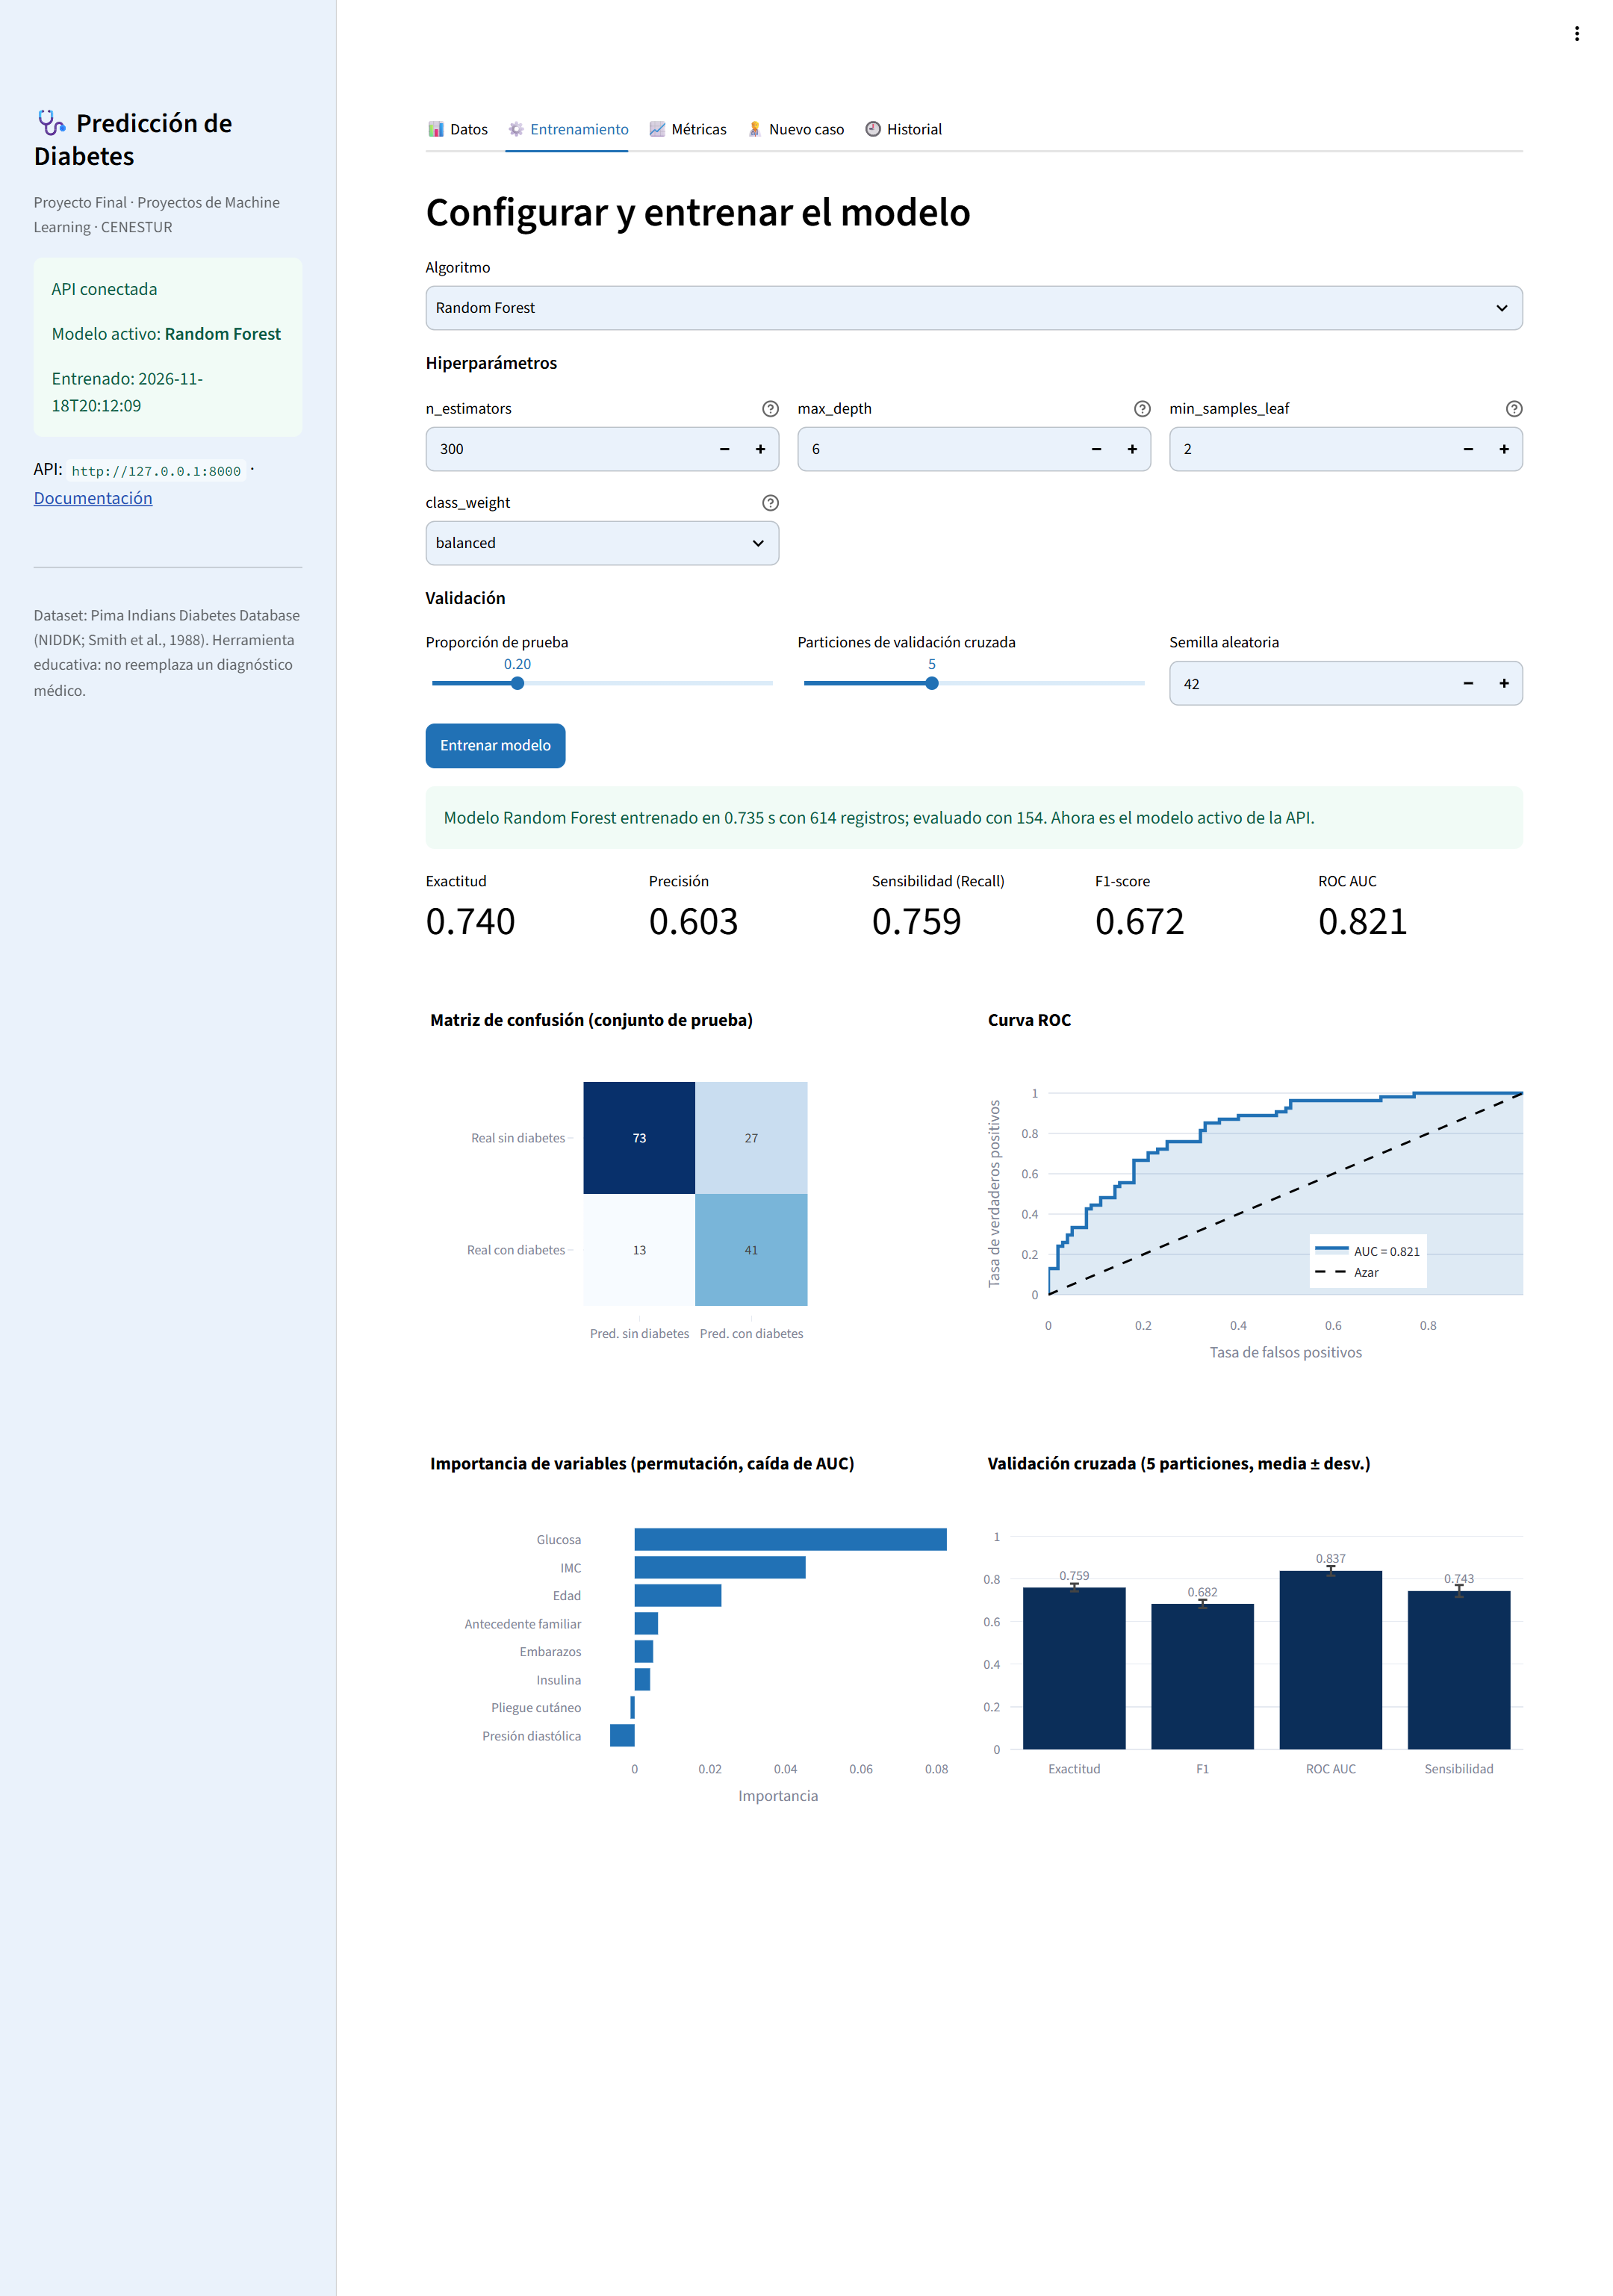 Predicción de
Diabetes
Proyecto Final · Proyectos de Machine
Learning · CENESTUR
API conectada
Modelo activo: Random Forest
Entrenado: 2026-11-
18T20:12:09
API: http://127.0.0.1:8000 ·
Documentación
Dataset: Pima Indians Diabetes Database
(NIDDK; Smith et al., 1988). Herramienta
educativa: no reemplaza un diagnóstico
médico.
Datos Entrenamiento Métricas Nuevo caso Historial
Configurar y entrenar el modelo
Algoritmo
Random Forest
Hiperparámetros
n_estimators max_depth min_samples_leaf
300 6 2
class_weight
balanced
Validación
Proporción de prueba Particiones de validación cruzada Semilla aleatoria
0.20 5
42
Entrenar modelo
Modelo Random Forest entrenado en 0.735 s con 614 registros; evaluado con 154. Ahora es el modelo activo de la API.
Exactitud Precisión Sensibilidad (Recall) F1-score ROC AUC
0.740 0.603 0.759 0.672 0.821
Matriz de confusión (conjunto de prueba)
Real sin diabetes 73 27
Real con diabetes 13 41
Pred. sin diabetes Pred. con diabetes
Curva ROC
Tasa de verdaderos positivos
1
0.8
0.6
0.4
0.2
0
AUC = 0.821
Azar
0 0.2 0.4 0.6 0.8
Tasa de falsos positivos
Importancia de variables (permutación, caída de AUC)
Glucosa
IMC
Edad
Antecedente familiar
Embarazos
Insulina
Pliegue cutáneo
Presión diastólica
0 0.02 0.04 0.06 0.08
Importancia
Validación cruzada (5 particiones, media ± desv.)
1
0.8
0.6
0.4
0.2
0
0.759 0.682 0.837 0.743
Exactitud F1 ROC AUC Sensibilidad